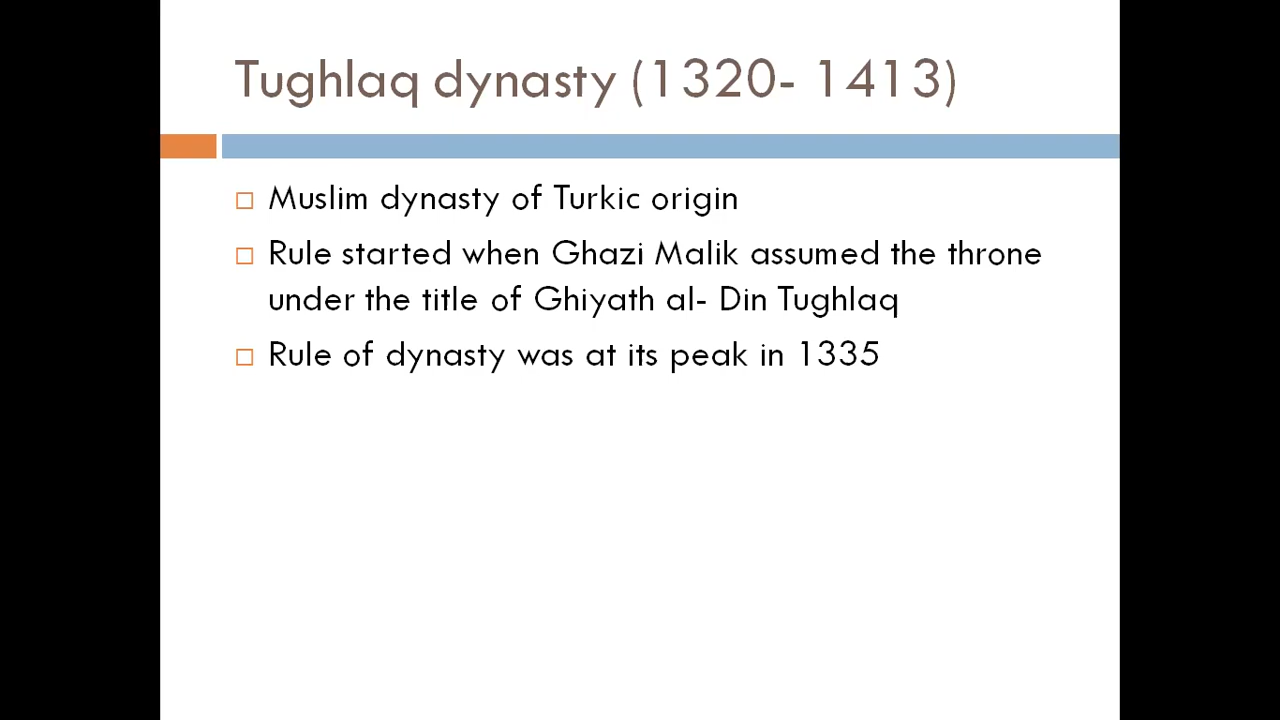 Tughlaq dynasty (1320- 1413)
Muslim dynasty of Turkic origin
Rule started when Ghazi Malik assumed the throne
under the title of Ghiyath al- Din Tughlaq
Rule of dynasty was at its peak in 1335